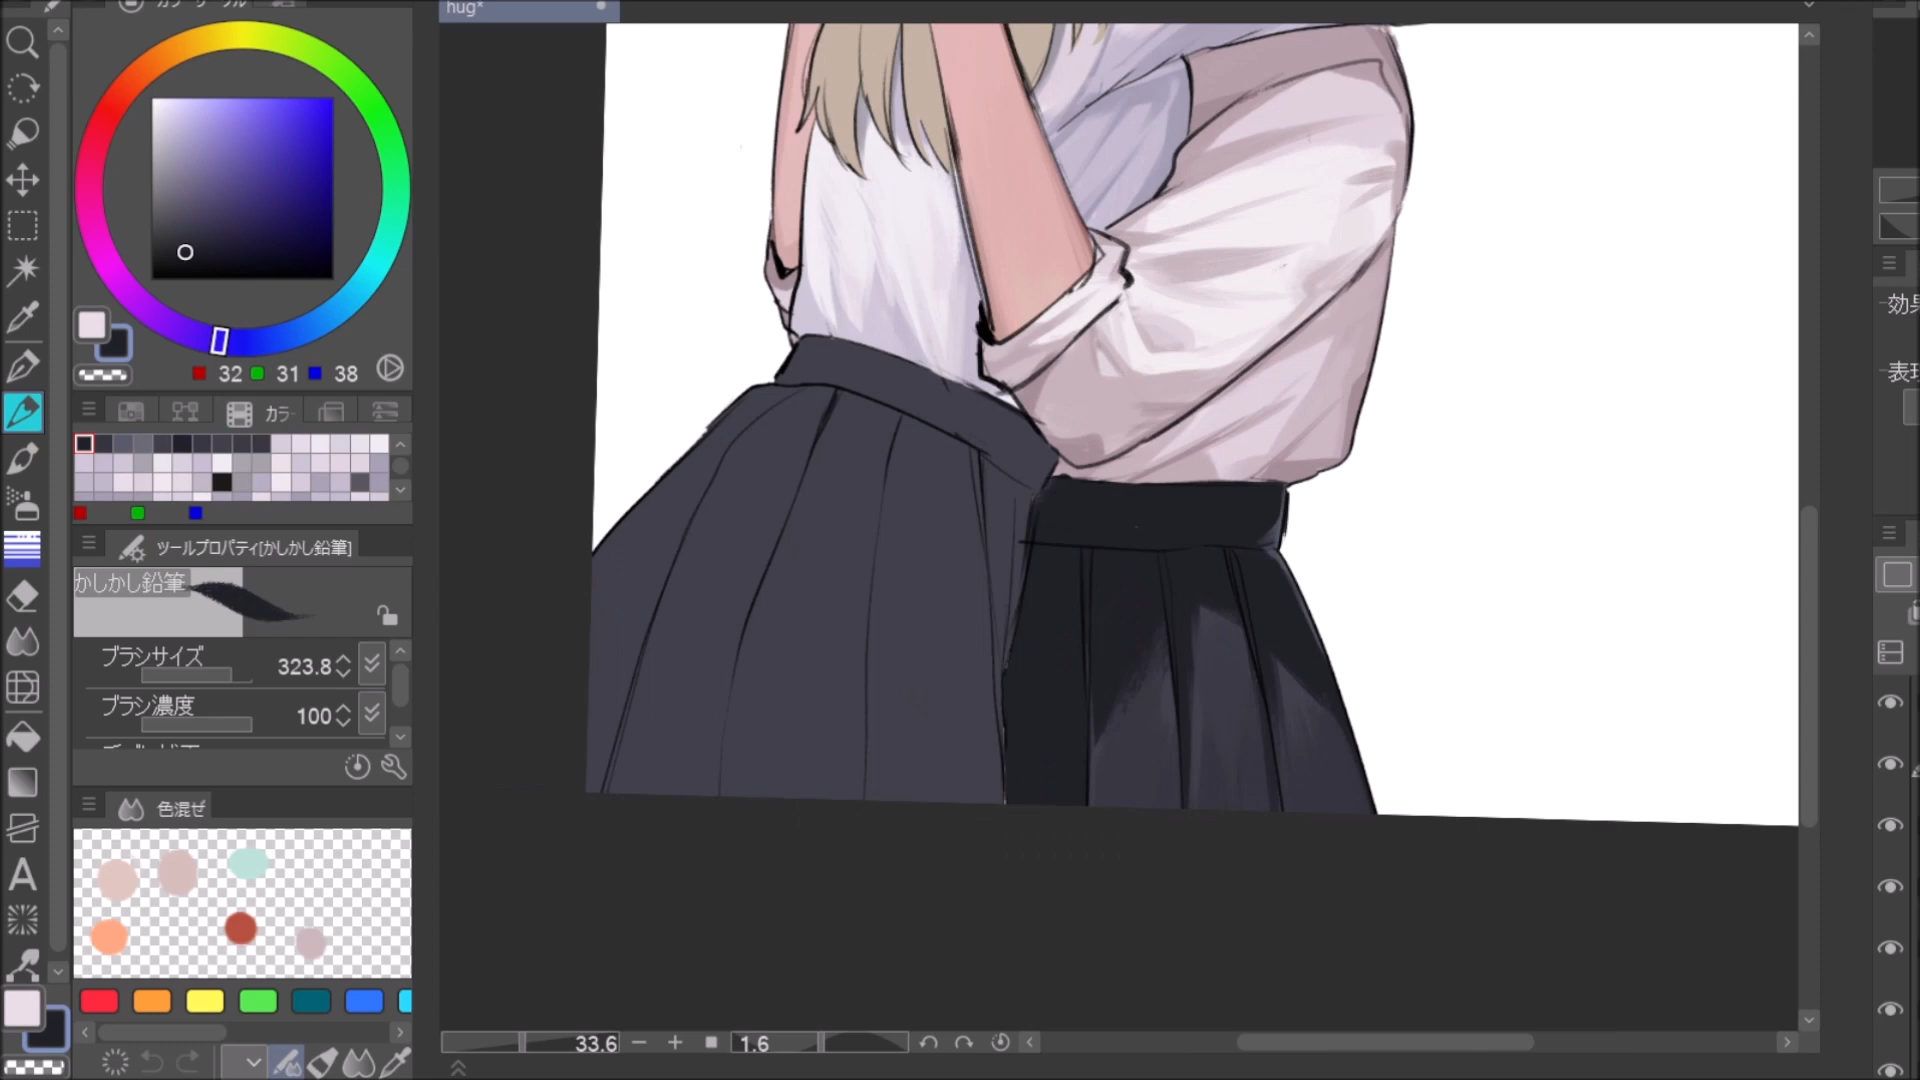 hug*
32 31 38
カラ
ツールプロパティ[かしかし鉛筆]
かしかし鉛筆
ブラシサイズ
323.8
ブラシ濃度
100
色混ぜ
33.6
1.6
効果
表現